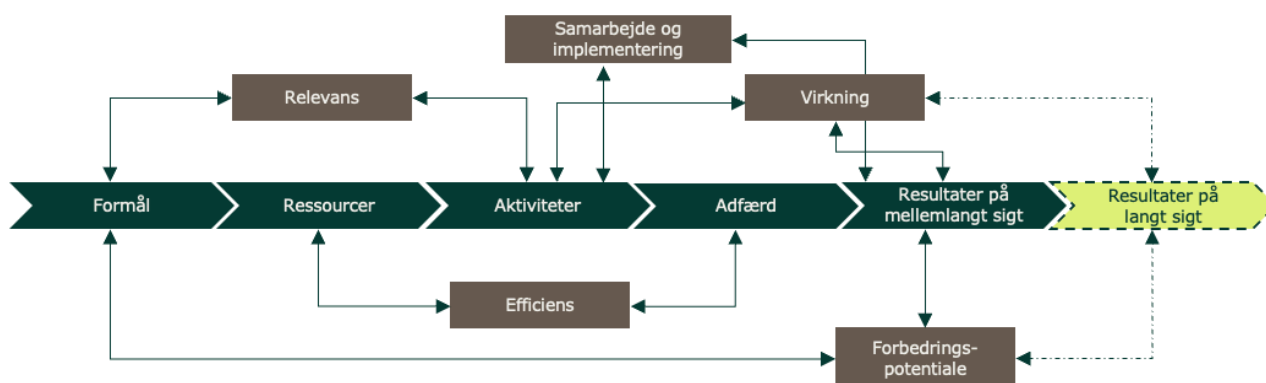 Samarbejde og
implementering
Relevans
Virkning
Formål
Ressourcer
Aktiviteter
Adfærd
Resultater på
mellemlangt sigt
Resultater på
langt sigt
Efficiens
Forbedrings-
potentiale